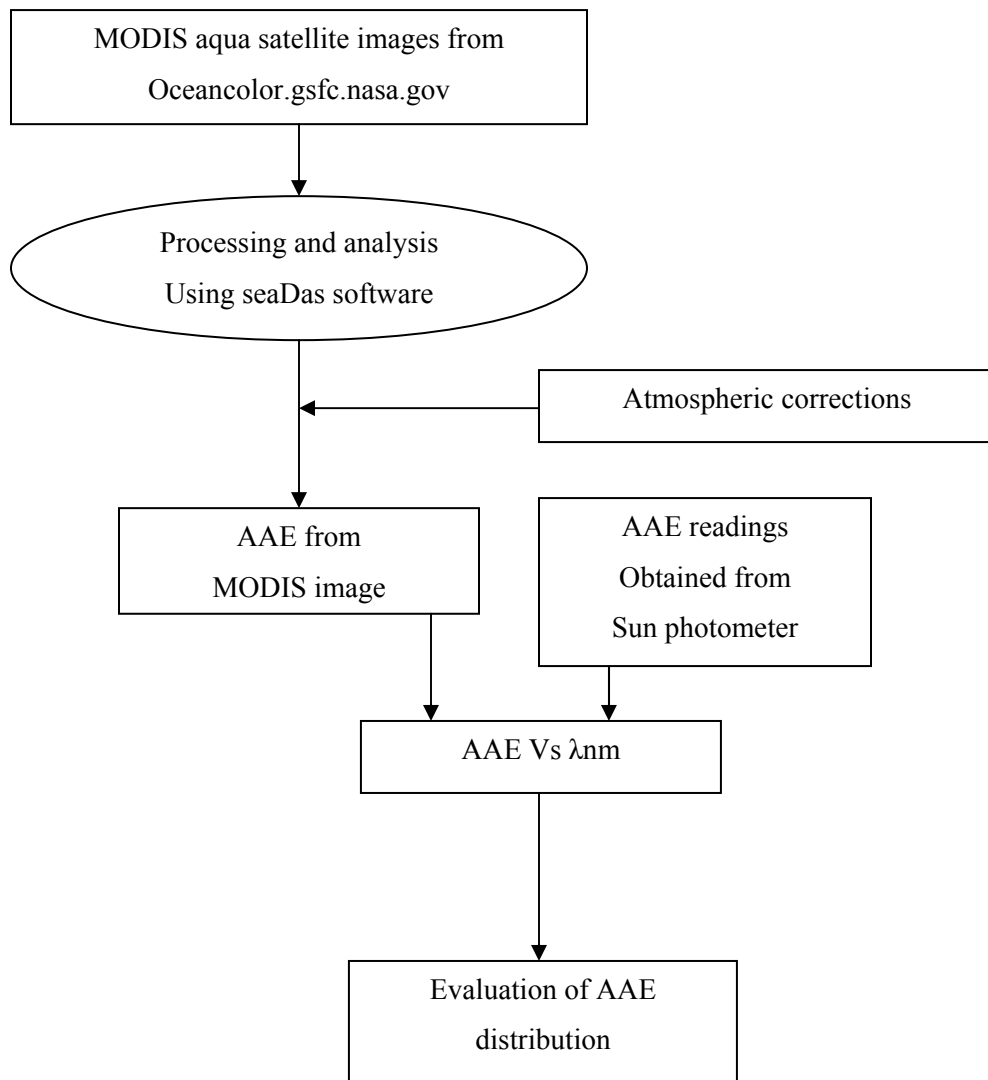 MODIS aqua satellite images from
Oceancolor.gsfc.nasa.gov
Processing and analysis
Using seaDas software
Atmospheric corrections
AAE from
MODIS image
AAE readings
Obtained from
Sun photometer
AAE Vs λnm
Evaluation of AAE
distribution